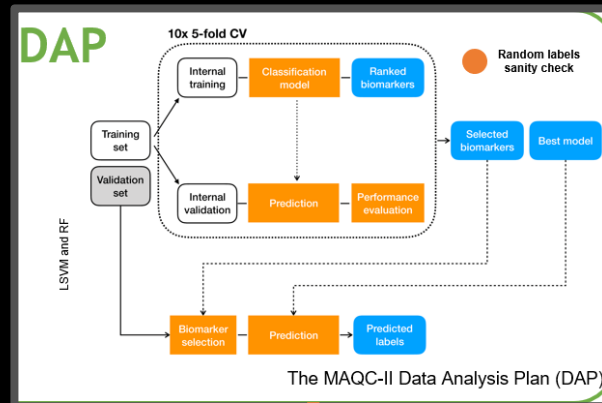 DAP
10x 5-fold CV
Random labels
sanity check
Internal
training
Classification
model
Ranked
biomarkers
Training
set
Selected
biomarkers
Best model
Validation
set
Internal
validation
Prediction
Performance
evaluation
LSVM and RF
Biomarker
selection
Prediction
Predicted
labels
The MAQC-II Data Analysis Plan (DAP)